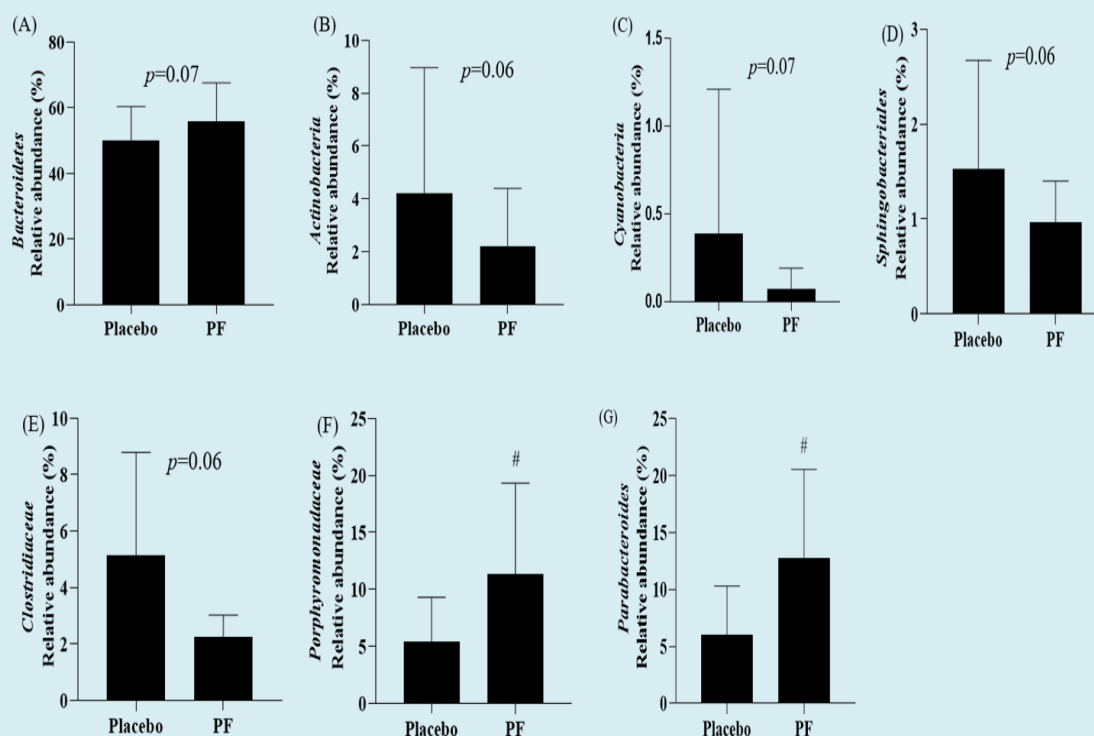 (A)
Bacteroidetes
Relative abundance (%)
80
60
40
20
0
p=0.07
Placebo PF
(B)
Actinobacteria
Relative abundance (%)
10
8
6
4
2
0
p=0.06
Placebo PF
(C)
Cyanobacteria
Relative abundance (%)
1.5
1.0
0.5
0.0
p=0.07
Placebo PF
(D)
Sphingobacteriales
Relative abundance (%)
3
2
1
0
p=0.06
Placebo PF
(E)
Clostridiaceae
Relative abundance (%)
10
8
6
4
2
0
p=0.06
Placebo PF
(F)
Porphyromonadaceae
Relative abundance (%)
25
20
15
10
5
0
#
Placebo PF
(G)
Parabacteroides
Relative abundance (%)
25
20
15
10
5
0
#
Placebo PF